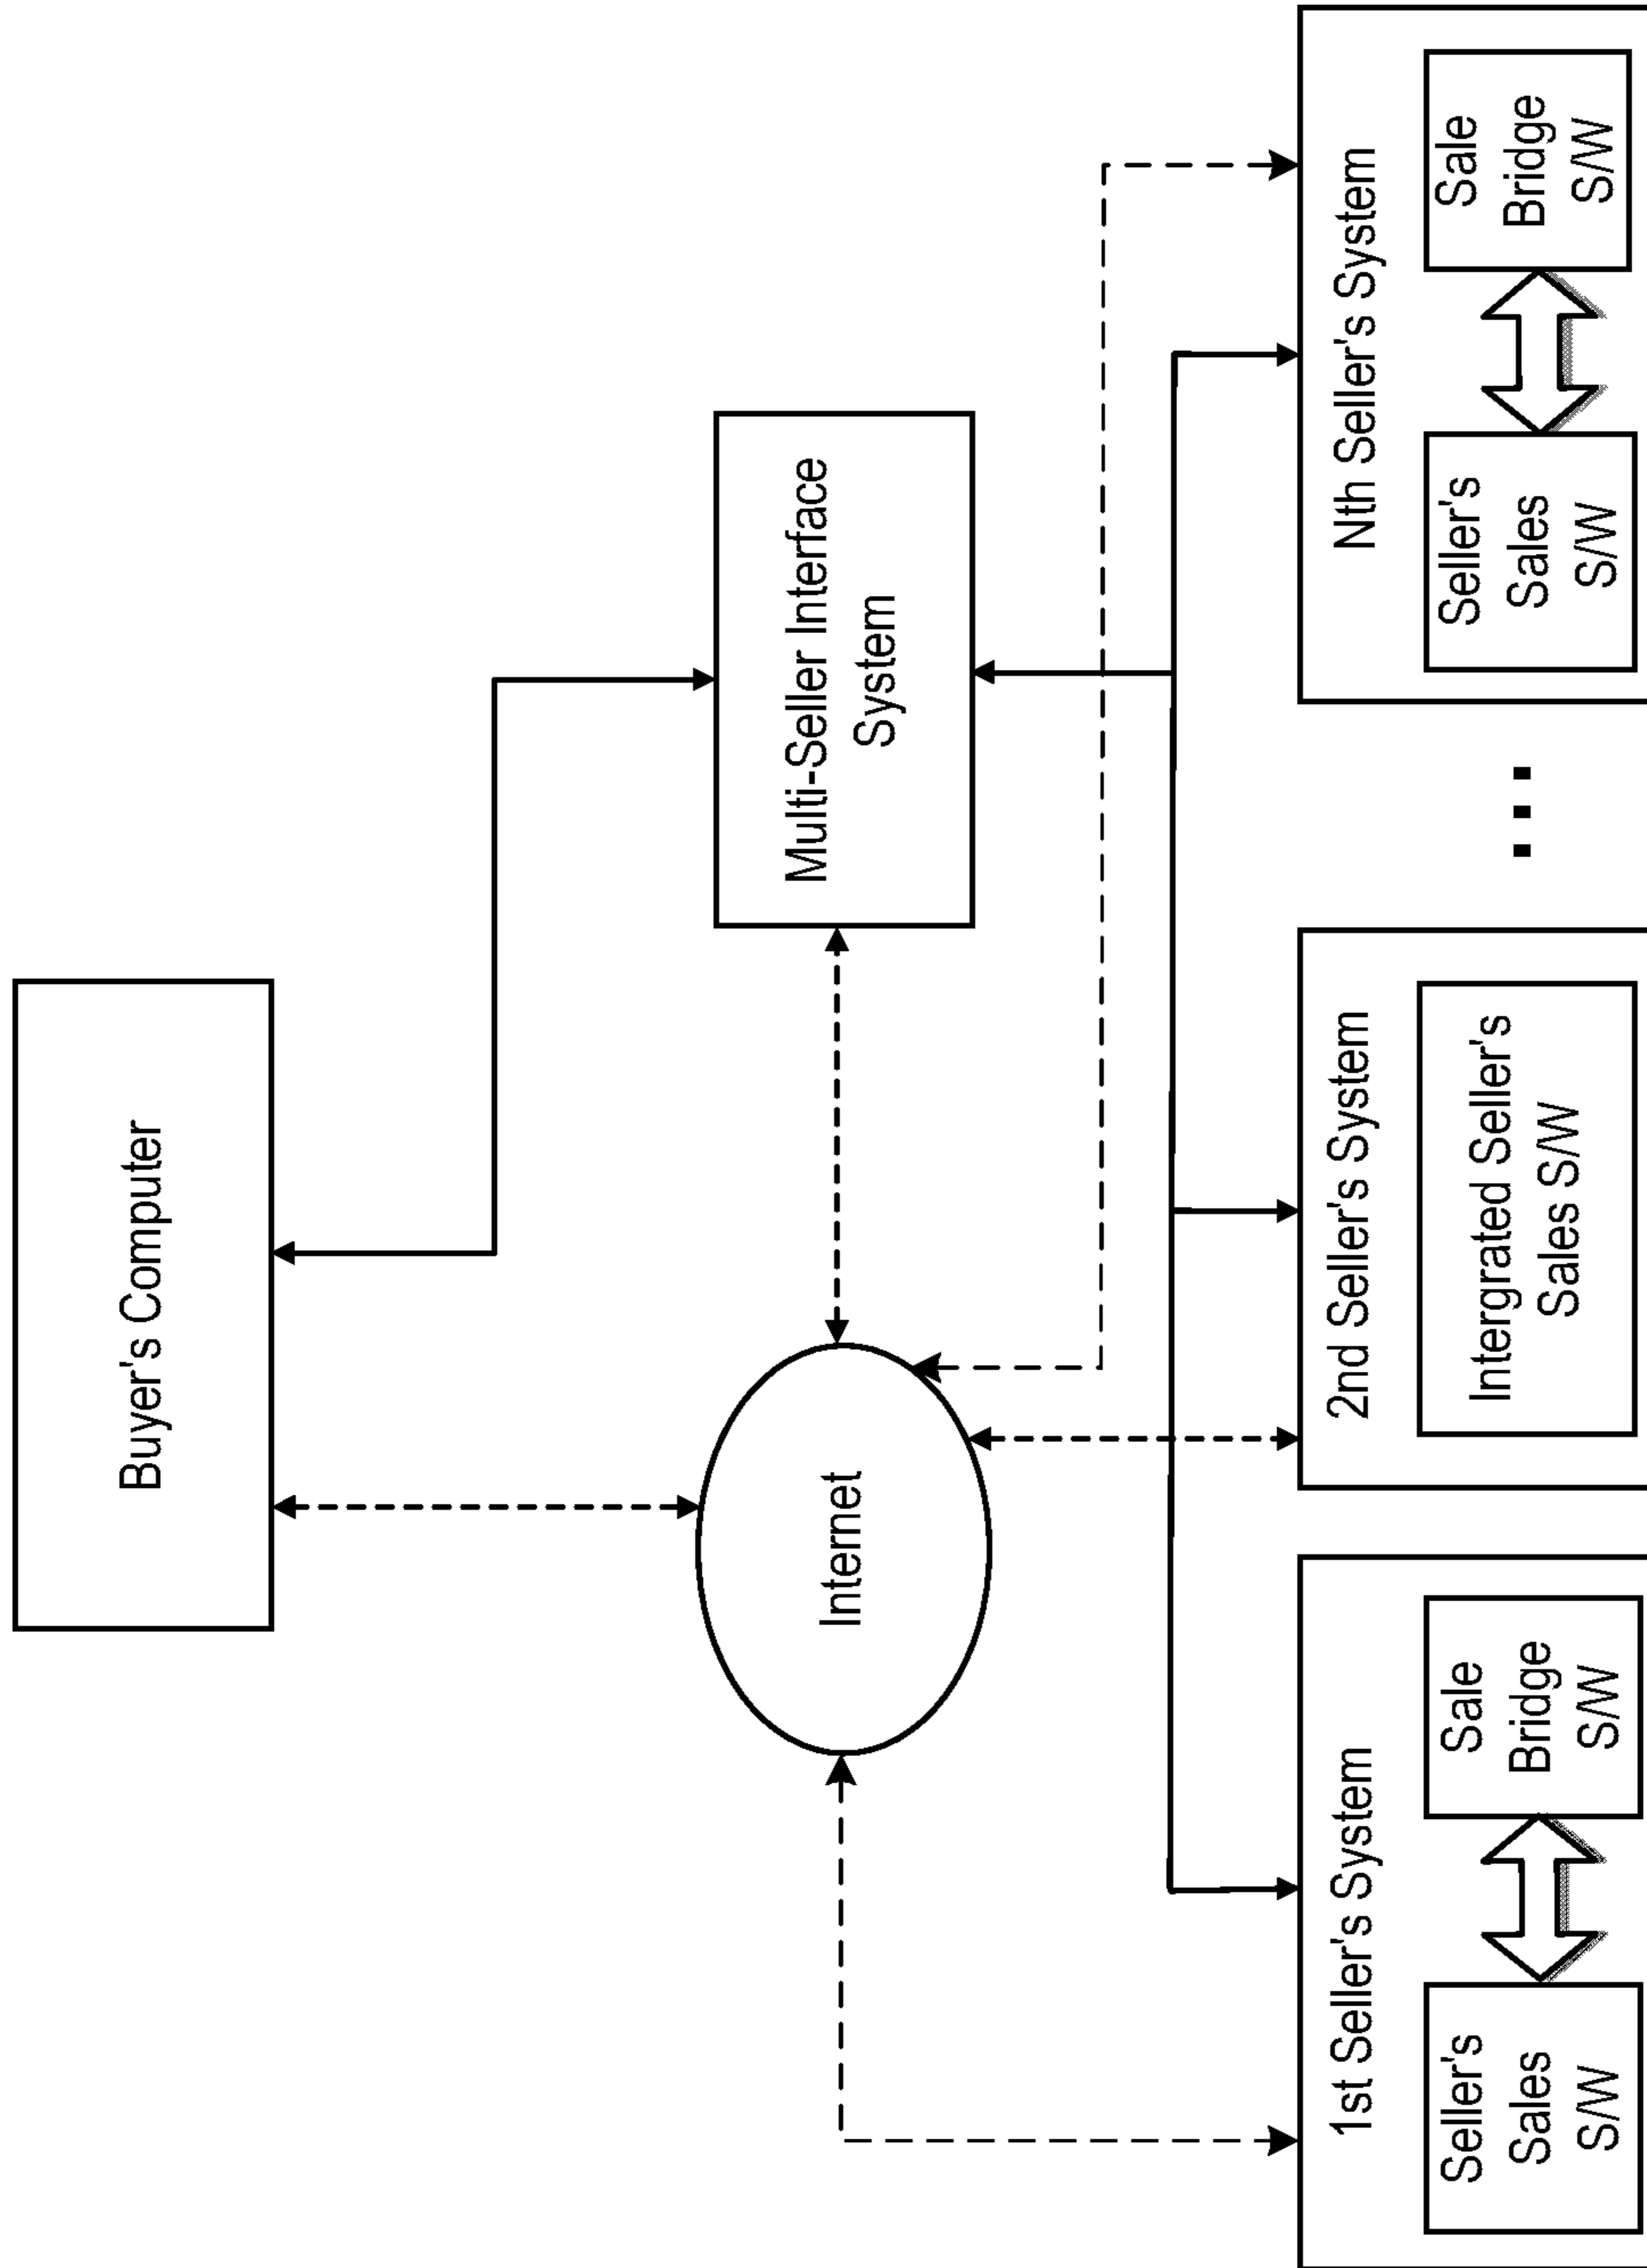 Buyer's Computer
Internet
Multi-Seller Interface
System
1st Seller's System
Seller's
Sales
S/W
Sale
Bridge
S/W
2nd Seller's System
Intergrated Seller's
Sales S/W
...
Nth Seller's System
Seller's
Sales
S/W
Sale
Bridge
S/W